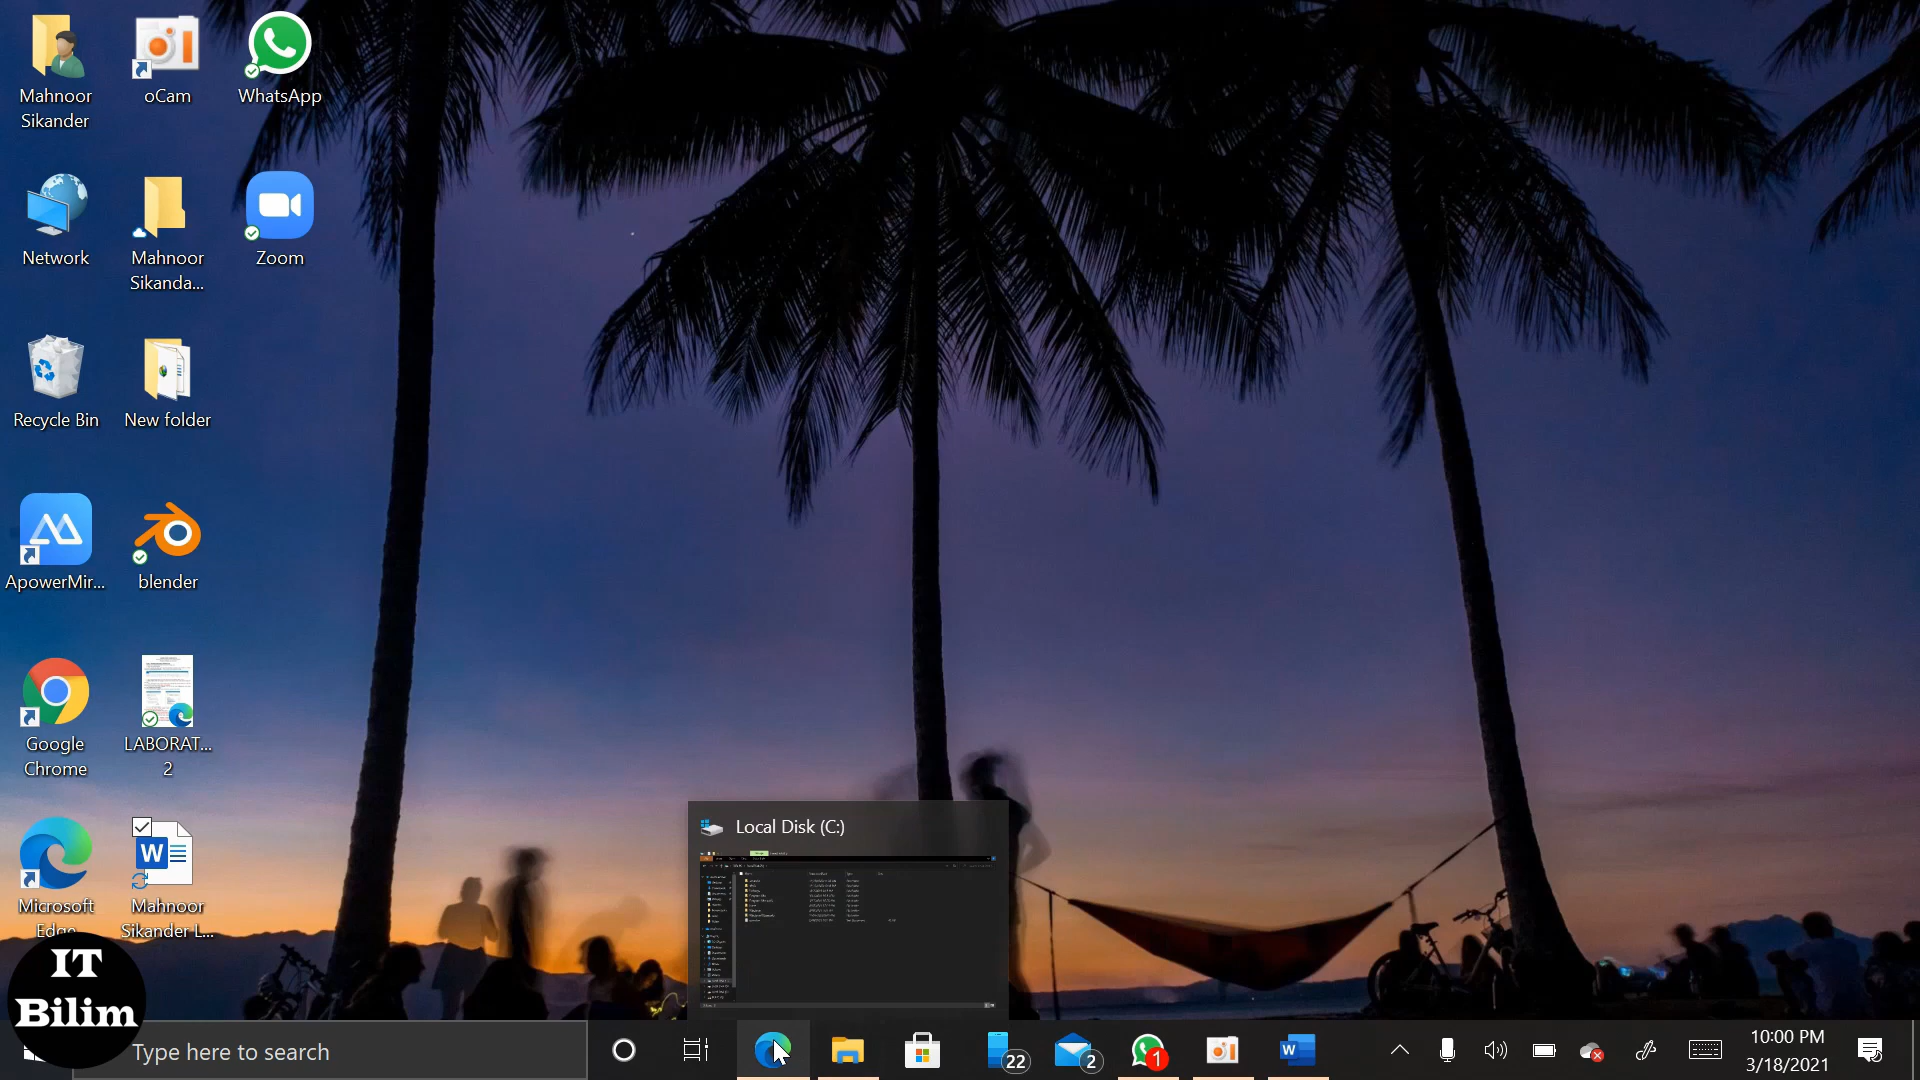 Mahnoor
Sikander
oCam
WhatsApp
Network
Mahnoor
Sikanda...
Zoom
Recycle Bin
New folder
ApowerMir...
blender
Google
Chrome
LABORAT...
2
Microsoft
Edge
Mahnoor
Sikander L...
Local Disk (C:)
IT
Bilim
Type here to search
22
2
1
W
10:00 PM
3/18/2021